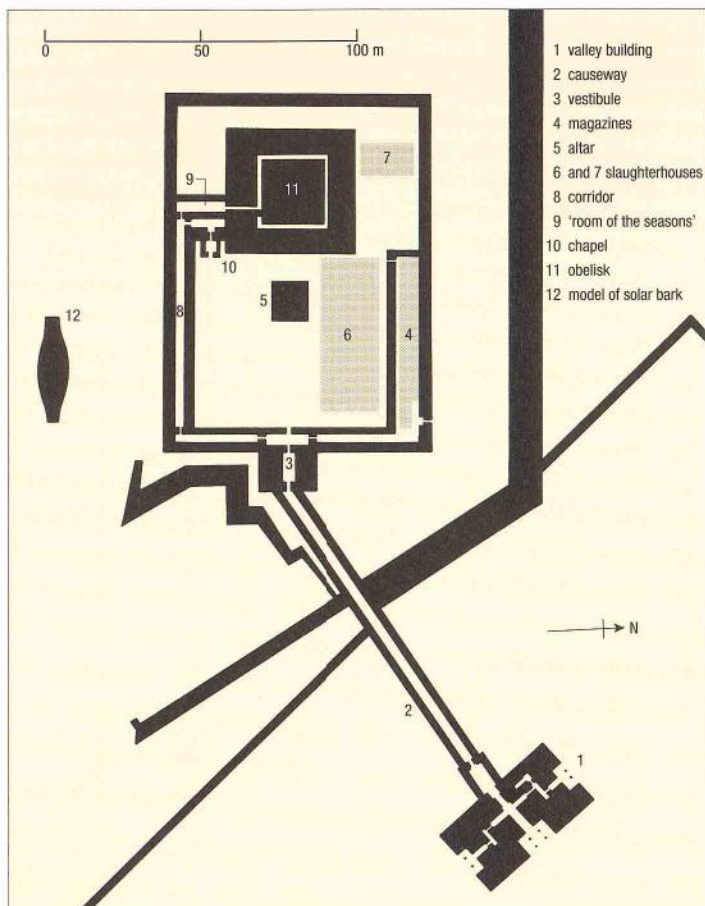 0 50 100 m
1 valley building
2 causeway
3 vestibule
4 magazines
5 altar
6 and 7 slaughterhouses
8 corridor
9 ‘room of the seasons’
10 chapel
11 obelisk
12 model of solar bark
7
9
11
10
12
5
8
6
4
3
N
2
1